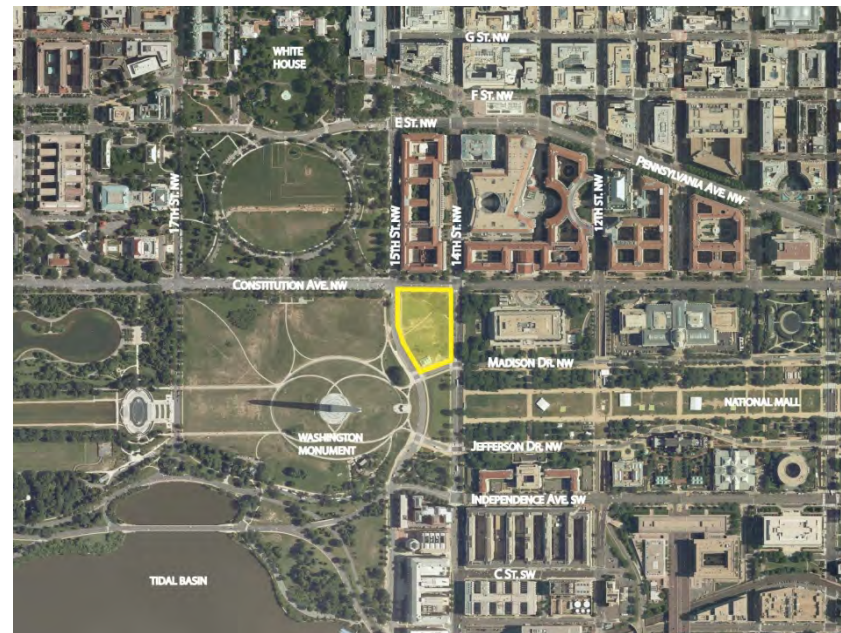 G ST. NW
WHITE
HOUSE
F ST. NW
E ST. NW
PENNSYLVANIA AVE. NW
17TH ST. NW
15TH ST. NW
14TH ST. NW
12TH ST. NW
CONSTITUTION AVE. NW
MADISON DR. NW
NATIONAL MALL
WASHINGTON
MONUMENT
JEFFERSON DR. NW
INDEPENDENCE AVE. SW
C ST. SW
TIDAL BASIN